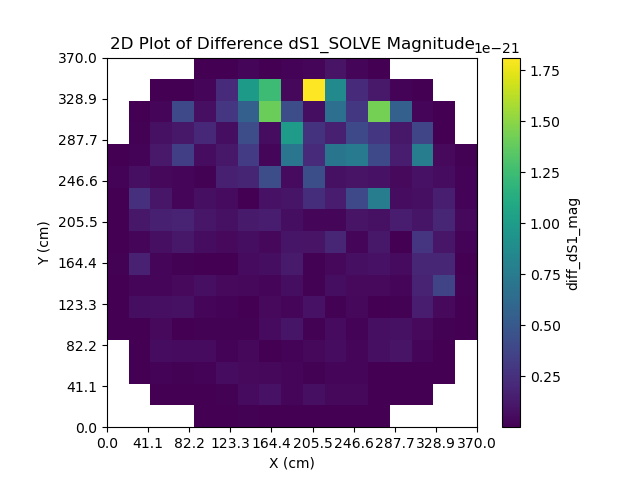 2D Plot of Difference dS1_SOLVE Magnitude
1e−21
370.0
328.9
287.7
246.6
205.5
164.4
123.3
82.2
41.1
0.0
Y (cm)
0.0 41.1 82.2 123.3 164.4 205.5 246.6 287.7 328.9 370.0
X (cm)
1.75
1.50
1.25
1.00
0.75
0.50
0.25
diff_dS1_mag